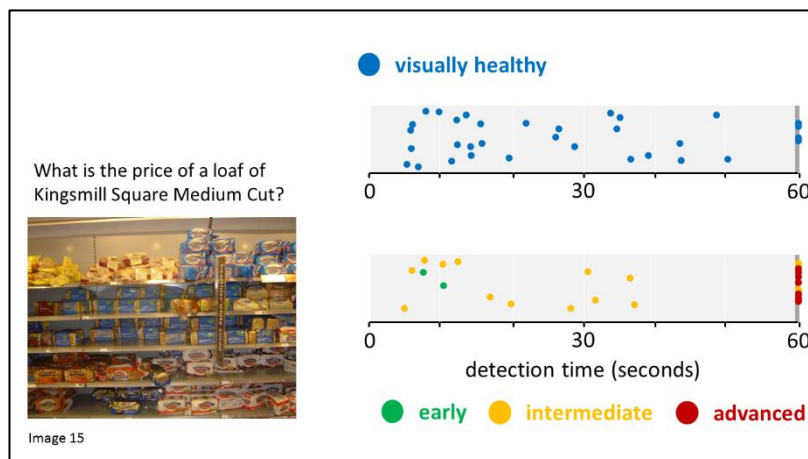 visually healthy
What is the price of a loaf of
Kingsmill Square Medium Cut?
0 30 60
0 30 60
detection time (seconds)
early intermediate advanced
Image 15